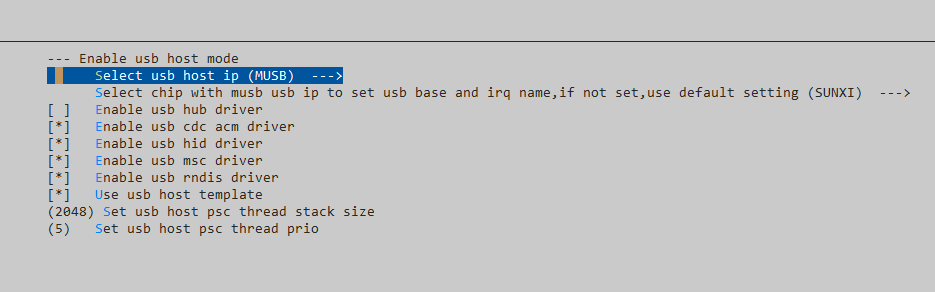 --- Enable usb host mode
Select usb host ip (MUSB)  --->
Select chip with musb usb ip to set usb base and irq name,if not set,use default setting (SUNXI)  --->
[ ]   Enable usb hub driver
[*]   Enable usb cdc acm driver
[*]   Enable usb hid driver
[*]   Enable usb msc driver
[*]   Enable usb rndis driver
[*]   Use usb host template
(2048) Set usb host psc thread stack size
(5)   Set usb host psc thread prio